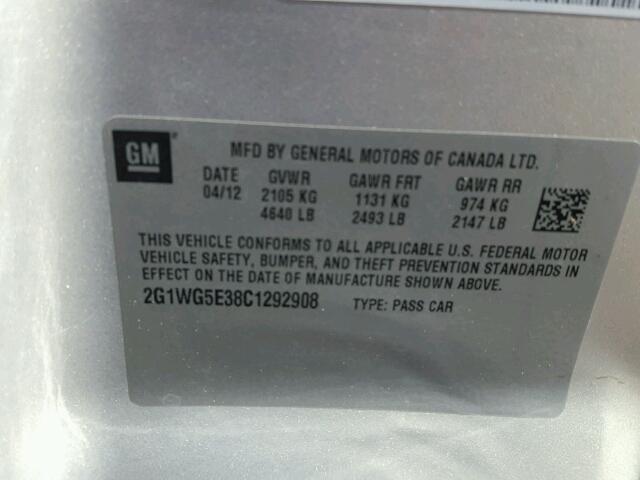 GM
MFD BY GENERAL MOTORS OF CANADA LTD.
DATE GVWR GAWR FRT GAWR RR
04/12 2105 KG 1131 KG 974 KG
4640 LB 2493 LB 2147 LB
THIS VEHICLE CONFORMS TO ALL APPLICABLE U.S. FEDERAL MOTOR
VEHICLE SAFETY, BUMPER, AND THEFT PREVENTION STANDARDS IN
EFFECT ON THE DATE OF MANUFACTURE SHOWN ABOVE.
2G1WG5E38C1292908 TYPE: PASS CAR